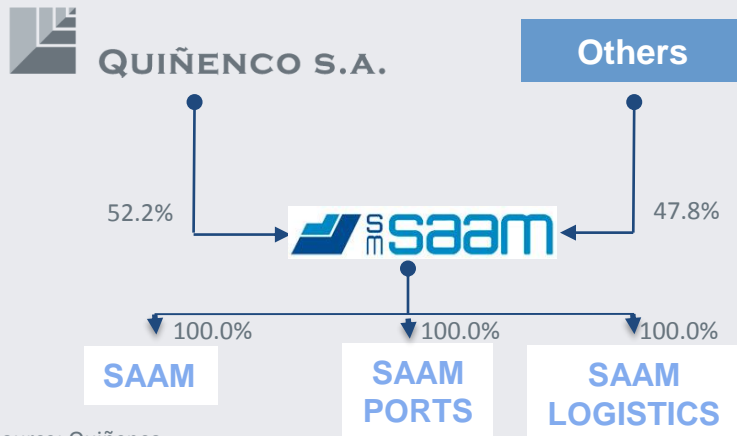 QUIÑENCO S.A.
Others
52.2%
47.8%
SM saam
100.0%
100.0%
100.0%
SAAM
SAAM
PORTS
SAAM
LOGISTICS